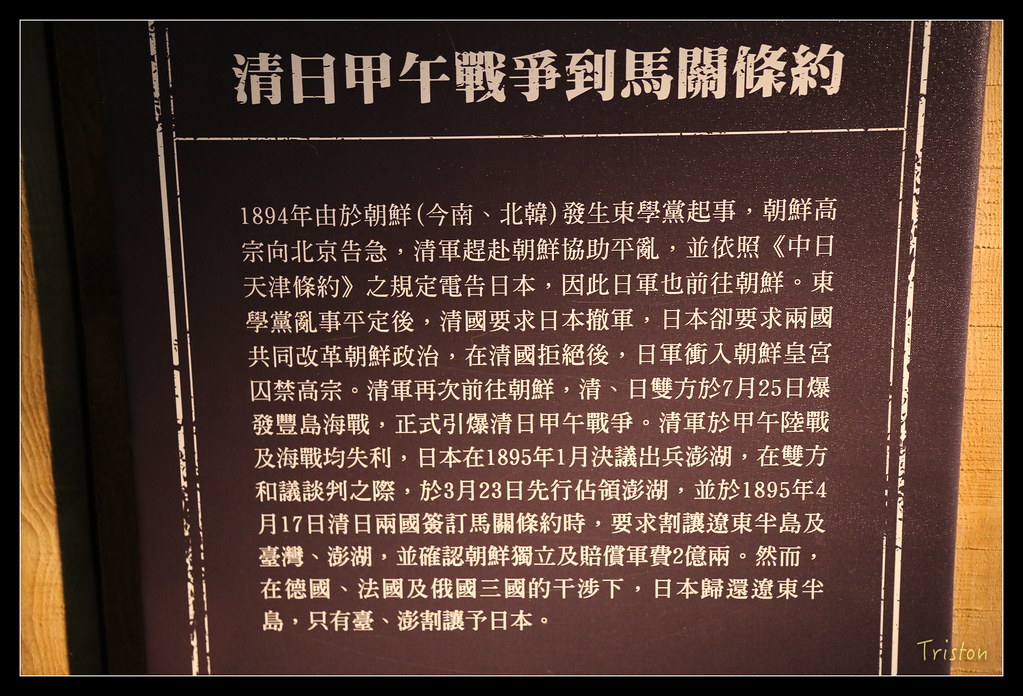 清日甲午戰爭到馬關條約
1894年由於朝鮮(今南、北韓)發生東學黨起事，朝鮮高
宗向北京告急，清軍趕赴朝鮮協助平亂，並依照《中日
天津條約》之規定電告日本，因此日軍也前往朝鮮。東
學黨亂事平定後，清國要求日本撤軍，日本卻要求兩國
共同改革朝鮮政治，在清國拒絕後，日軍衝入朝鮮皇宮
囚禁高宗。清軍再次前往朝鮮，清、日雙方於7月25日爆
發豐島海戰，正式引爆清日甲午戰爭。清軍於甲午陸戰
及海戰均失利，日本在1895年1月決議出兵澎湖，在雙方
和議談判之際，於3月23日先行佔領澎湖，並於1895年4
月17日清日兩國簽訂馬關條約時，要求割讓遼東半島及
臺灣、澎湖，並確認朝鮮獨立及賠償軍費2億兩。然而，
在德國、法國及俄國三國的干涉下，日本歸還遼東半
島，只有臺、澎割讓予日本。
Triston